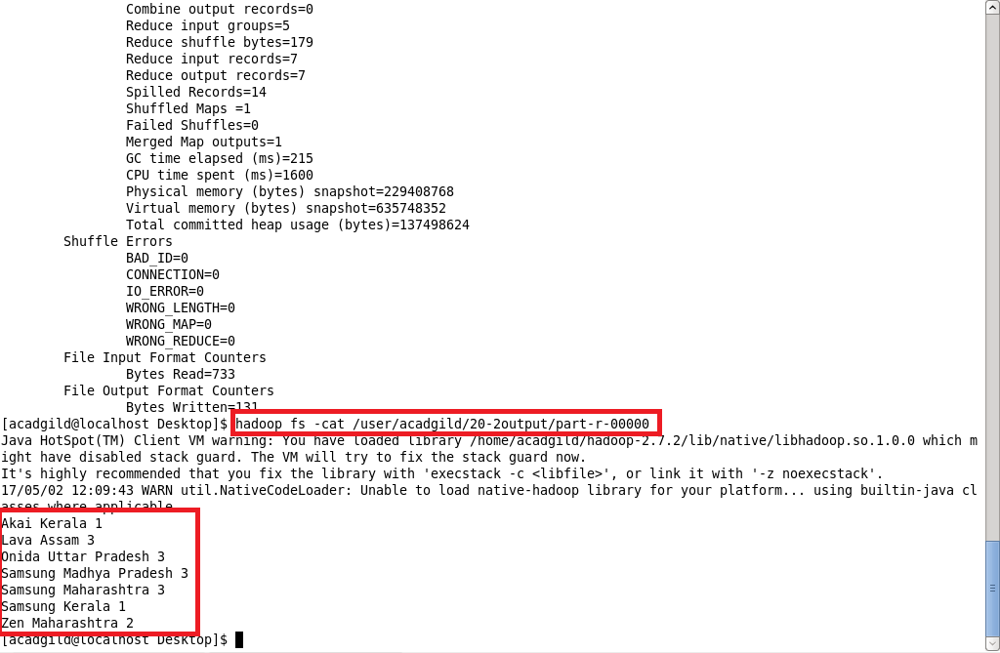 Combine output records=0
Reduce input groups=5
Reduce shuffle bytes=179
Reduce input records=7
Reduce output records=7
Spilled Records=14
Shuffled Maps =1
Failed Shuffles=0
Merged Map outputs=1
GC time elapsed (ms)=215
CPU time spent (ms)=1600
Physical memory (bytes) snapshot=229408768
Virtual memory (bytes) snapshot=635748352
Total committed heap usage (bytes)=137498624
Shuffle Errors
BAD_ID=0
CONNECTION=0
IO_ERROR=0
WRONG_LENGTH=0
WRONG_MAP=0
WRONG_REDUCE=0
File Input Format Counters
Bytes Read=733
File Output Format Counters
Bytes Written=131
[acadgild@localhost Desktop]$ hadoop fs -cat /user/acadgild/20-2output/part-r-00000
Java HotSpot(TM) Client VM warning: You have loaded library /home/acadgild/hadoop-2.7.2/lib/native/libhadoop.so.1.0.0 which m
ight have disabled stack guard. The VM will try to fix the stack guard now.
It's highly recommended that you fix the library with 'execstack -c <libfile>', or link it with '-z noexecstack'.
17/05/02 12:09:43 WARN util.NativeCodeLoader: Unable to load native-hadoop library for your platform... using builtin-java cl
asses where applicable
Akai Kerala 1
Lava Assam 3
Onida Uttar Pradesh 3
Samsung Madhya Pradesh 3
Samsung Maharashtra 3
Samsung Kerala 1
Zen Maharashtra 2
[acadgild@localhost Desktop]$